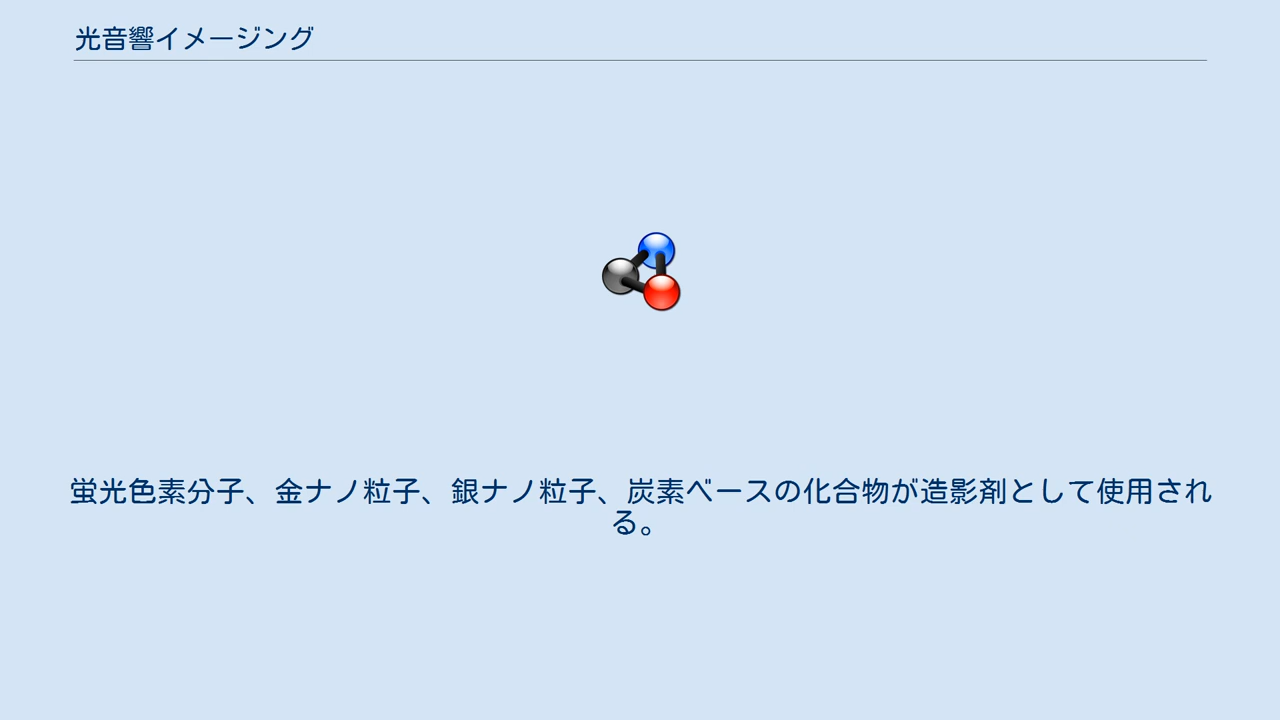 光音響イメージング
蛍光色素分子、金ナノ粒子、銀ナノ粒子、炭素ベースの化合物が造影剤として使用され
る。